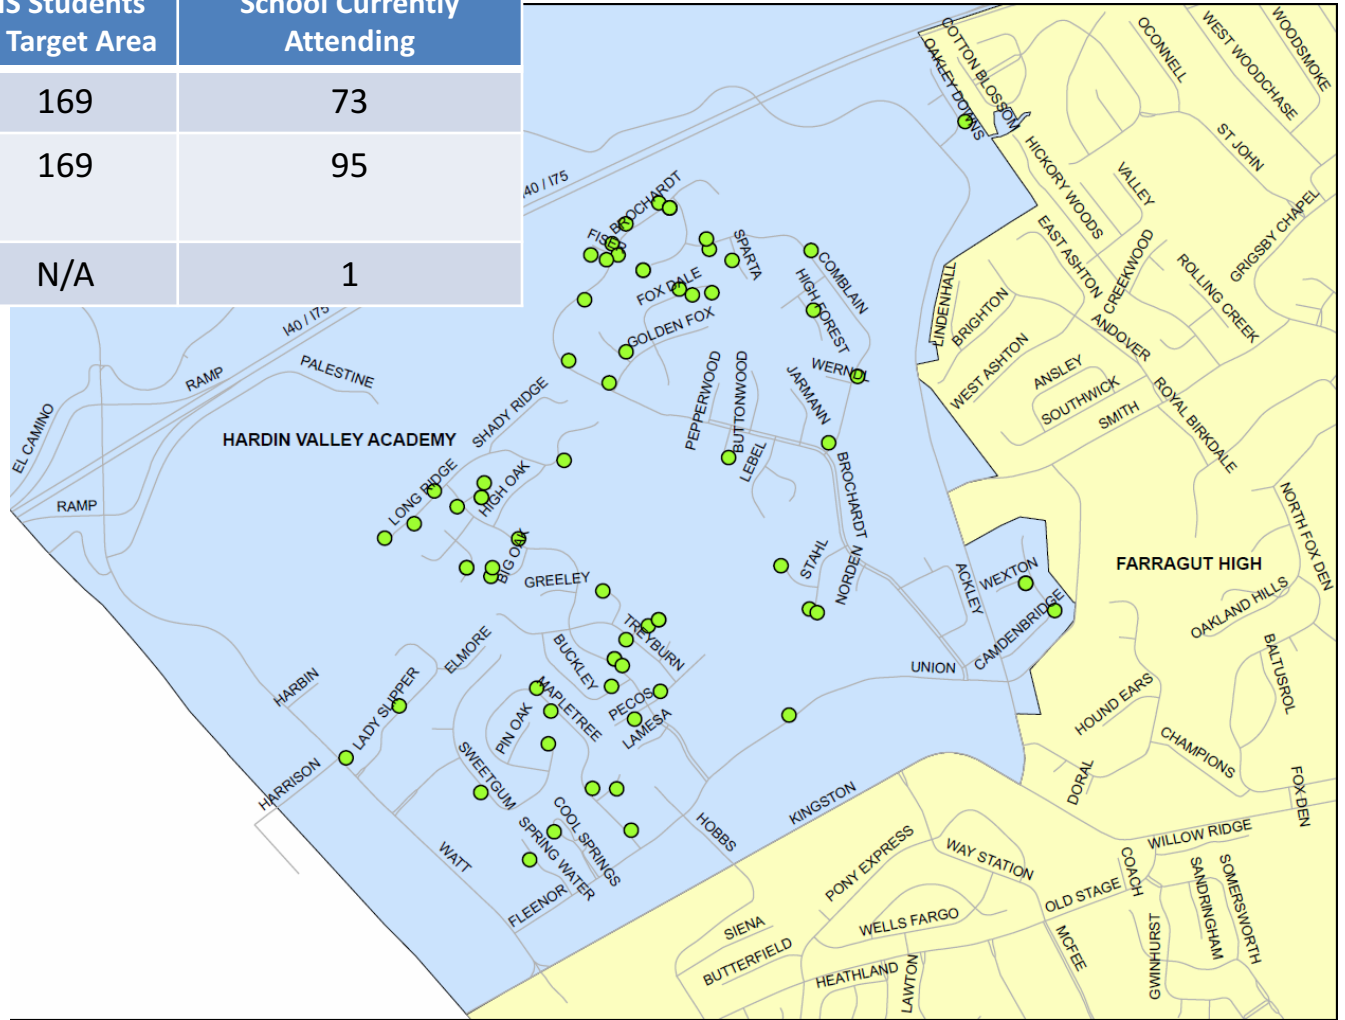 IS Students
School Currently
Target Area
Attending
169
73
169
95
N/A
1
I40 / I75
I40 / I75
RAMP
PALESTINE
EL CAMINO
RAMP
HARDIN VALLEY ACADEMY
SHADY RIDGE
LONG RIDGE
HIGH OAK
BIG OAK
GREELEY
BROCHARDT
FISER
SPARTA
FOX DALE
GOLDEN FOX
COMBLAIN
HIGH FOREST
WERNDL
JARMANN
PEPPERWOOD
BUTTONWOOD
LEBEL
BROCHARDT
STAHL
NORDEN
ACKLEY
WEXTON
CAMDENBRIDGE
UNION
TREYBURN
BUCKLEY
PECOS
LAMESA
ELMORE
HARBIN
LADY SLIPPER
MAPLETREE
PIN OAK
SWEETGUM
HARRISON
COOL SPRINGS
SPRING WATER
WATT
FLEENOR
HOBBS
KINGSTON
COTTON BLOSSOM
OAKLEY DOWNS
OCONNELL
WEST WOODCHASE
WOODSMOKE
ST JOHN
HICKORY WOODS
VALLEY
GRIGSBY CHAPEL
EAST ASHTON
CREEKWOOD
ROLLING CREEK
LINDENHALL
BRIGHTON
ANDOVER
WEST ASHTON
ANSLEY
SOUTHWICK
SMITH
ROYAL BIRKDALE
NORTH FOX DEN
FARRAGUT HIGH
OAKLAND HILLS
BALTUSROL
HOUND EARS
CHAMPIONS
DORAL
FOX DEN
WILLOW RIDGE
PONY EXPRESS
WAY STATION
COACH
OLD STAGE
SANDRINGHAM
SOMERSWORTH
WELLS FARGO
SIENA
BUTTERFIELD
HEATHLAND
LAWTON
MCFEE
GWINHURST